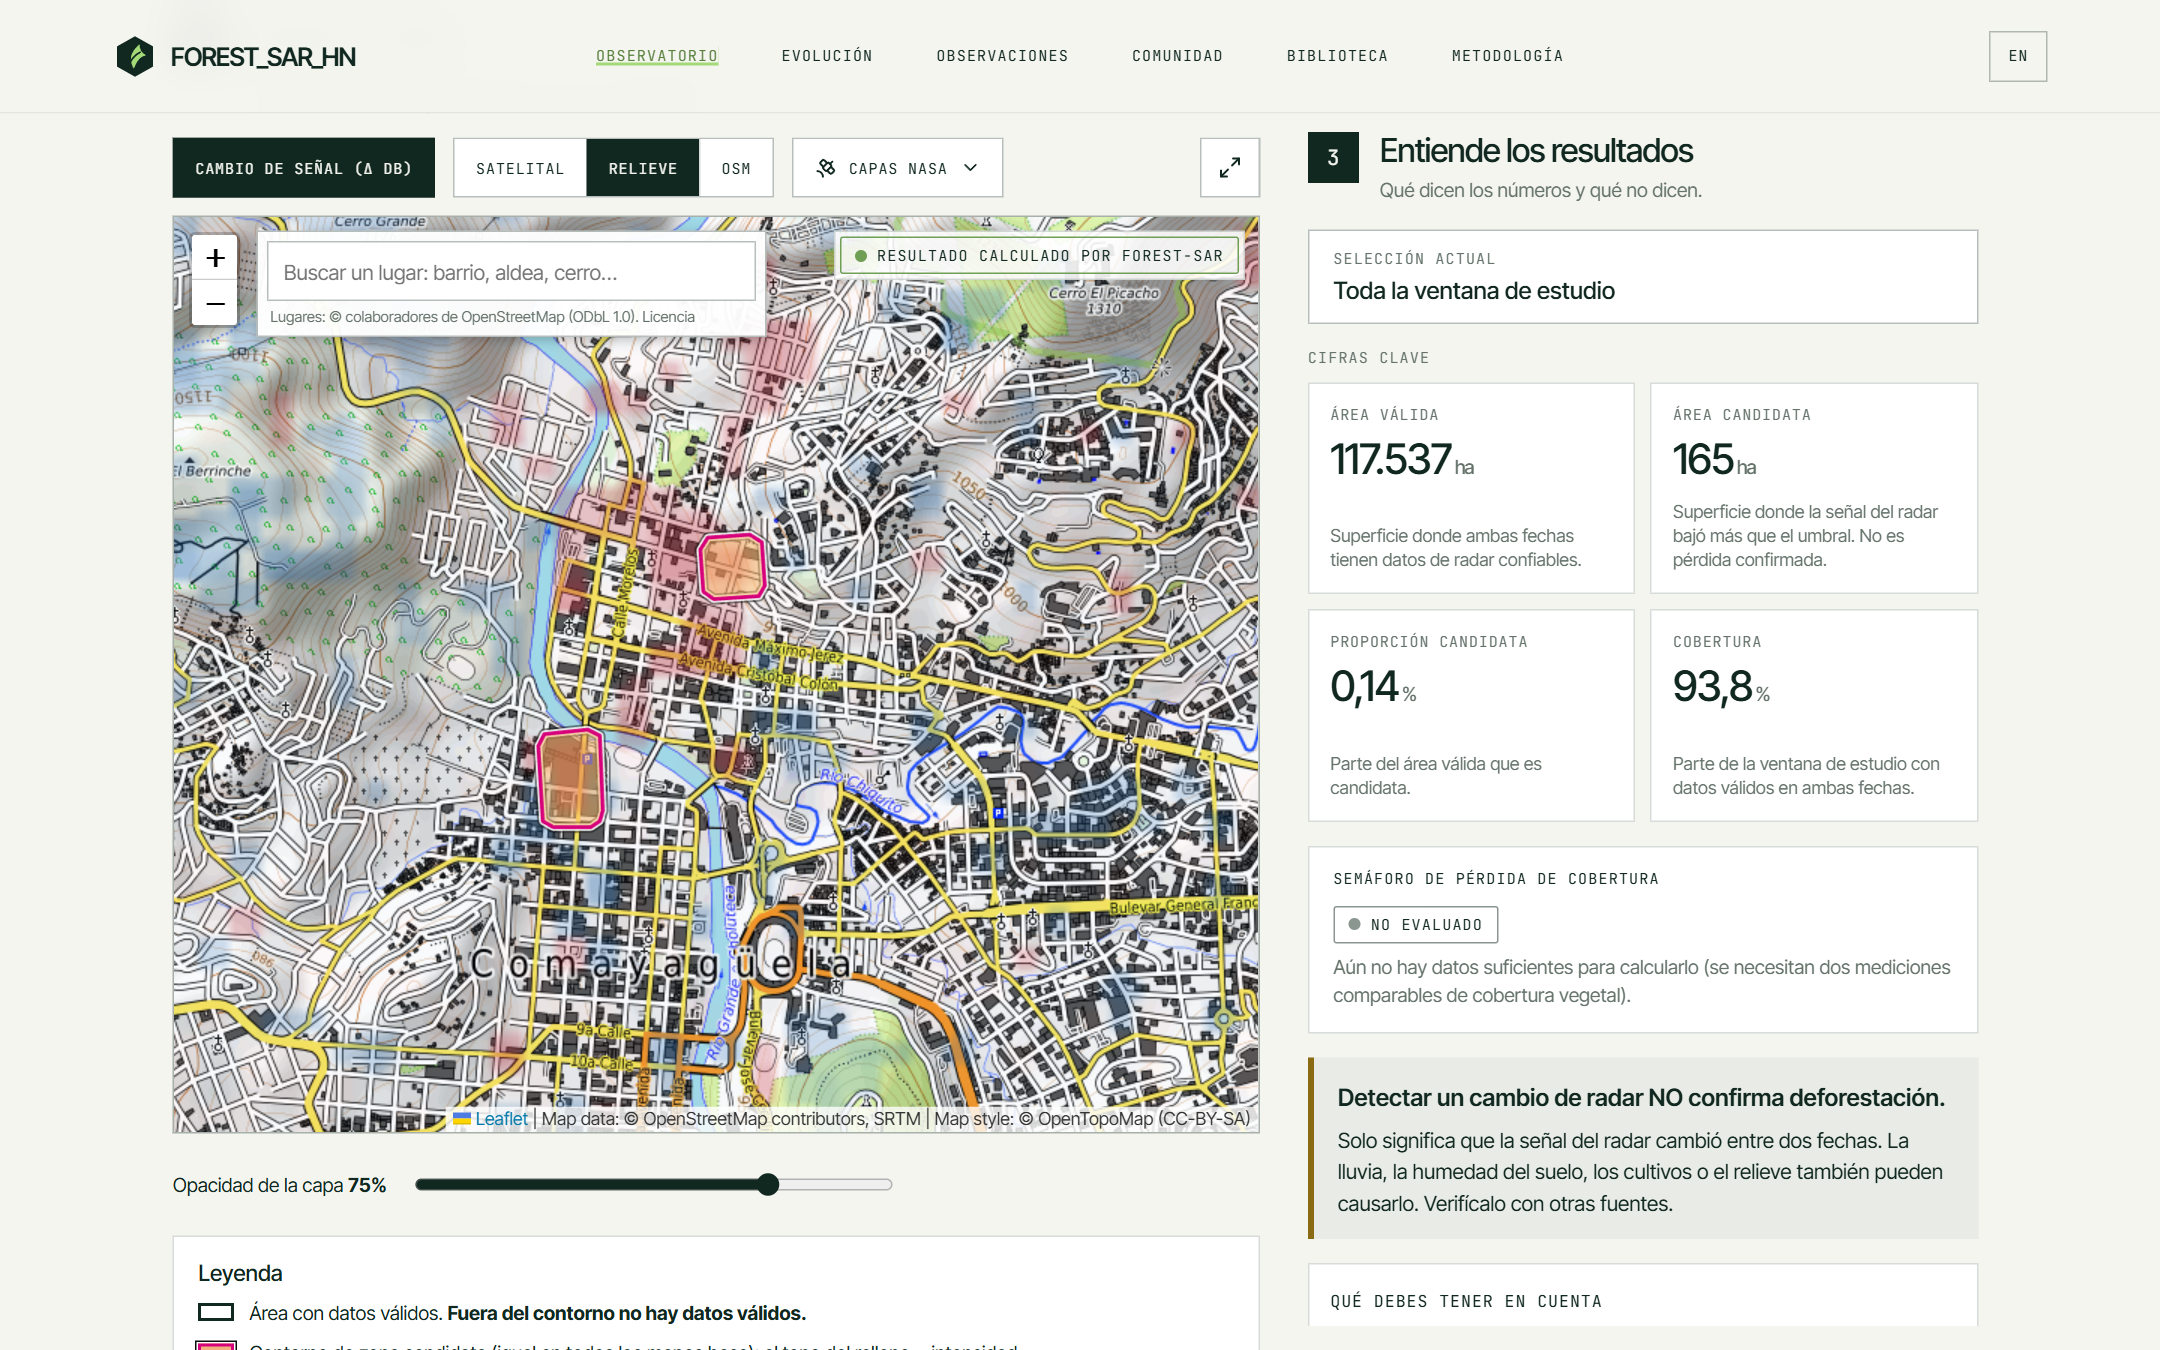 FOREST_SAR_HN
OBSERVATORIO
EVOLUCIÓN
OBSERVACIONES
COMUNIDAD
BIBLIOTECA
METODOLOGÍA
EN
CAMBIO DE SEÑAL (Δ DB)
SATELITAL
RELIEVE
OSM
CAPAS NASA
Cerro Grande
+
−
Buscar un lugar: barrio, aldea, cerro...
Lugares: © colaboradores de OpenStreetMap (ODbL 1.0). Licencia
RESULTADO CALCULADO POR FOREST-SAR
Cerro El Picacho
1310
1100
1150
El Berrinche
1050
1000
Calle Morelos
Avenida Máximo Jerez
Avenida Cristóbal Colón
Río Chiquito
P
P
Bulevar General Franc
Comayagüela
Río Grande o Choluteca
960
9a Calle
10a Calle
Bulevar José
Leaflet | Map data: © OpenStreetMap contributors, SRTM | Map style: © OpenTopoMap (CC-BY-SA)
Opacidad de la capa 75%
Leyenda
Área con datos válidos. Fuera del contorno no hay datos válidos.
3
Entiende los resultados
Qué dicen los números y qué no dicen.
SELECCIÓN ACTUAL
Toda la ventana de estudio
CIFRAS CLAVE
ÁREA VÁLIDA
117.537 ha
Superficie donde ambas fechas
tienen datos de radar confiables.
ÁREA CANDIDATA
165 ha
Superficie donde la señal del radar
bajó más que el umbral. No es
pérdida confirmada.
PROPORCIÓN CANDIDATA
0,14 %
Parte del área válida que es
candidata.
COBERTURA
93,8 %
Parte de la ventana de estudio con
datos válidos en ambas fechas.
SEMÁFORO DE PÉRDIDA DE COBERTURA
NO EVALUADO
Aún no hay datos suficientes para calcularlo (se necesitan dos mediciones
comparables de cobertura vegetal).
Detectar un cambio de radar NO confirma deforestación.
Solo significa que la señal del radar cambió entre dos fechas. La
lluvia, la humedad del suelo, los cultivos o el relieve también pueden
causarlo. Verifícalo con otras fuentes.
QUÉ DEBES TENER EN CUENTA